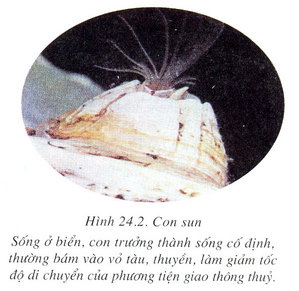 Hình 24.2. Con sun
Sống ở biển, con trưởng thành sống cố định,
thường bám vào vỏ tàu, thuyền, làm giảm tốc
độ di chuyển của phương tiện giao thông thuỷ.